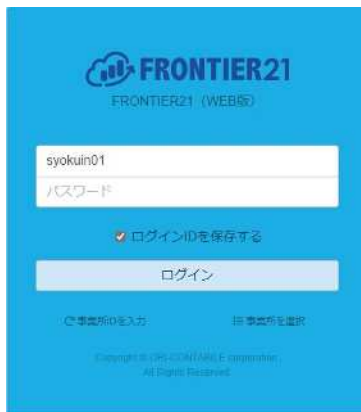 FRONTIER21
FRONTIER21（WEB版）
syokuin01
パスワード
ログインIDを保存する
ログイン
事業所IDを入力 事業所を選択
Copyright © ORI-CONTABLE corporation.
All Rights Reserved.